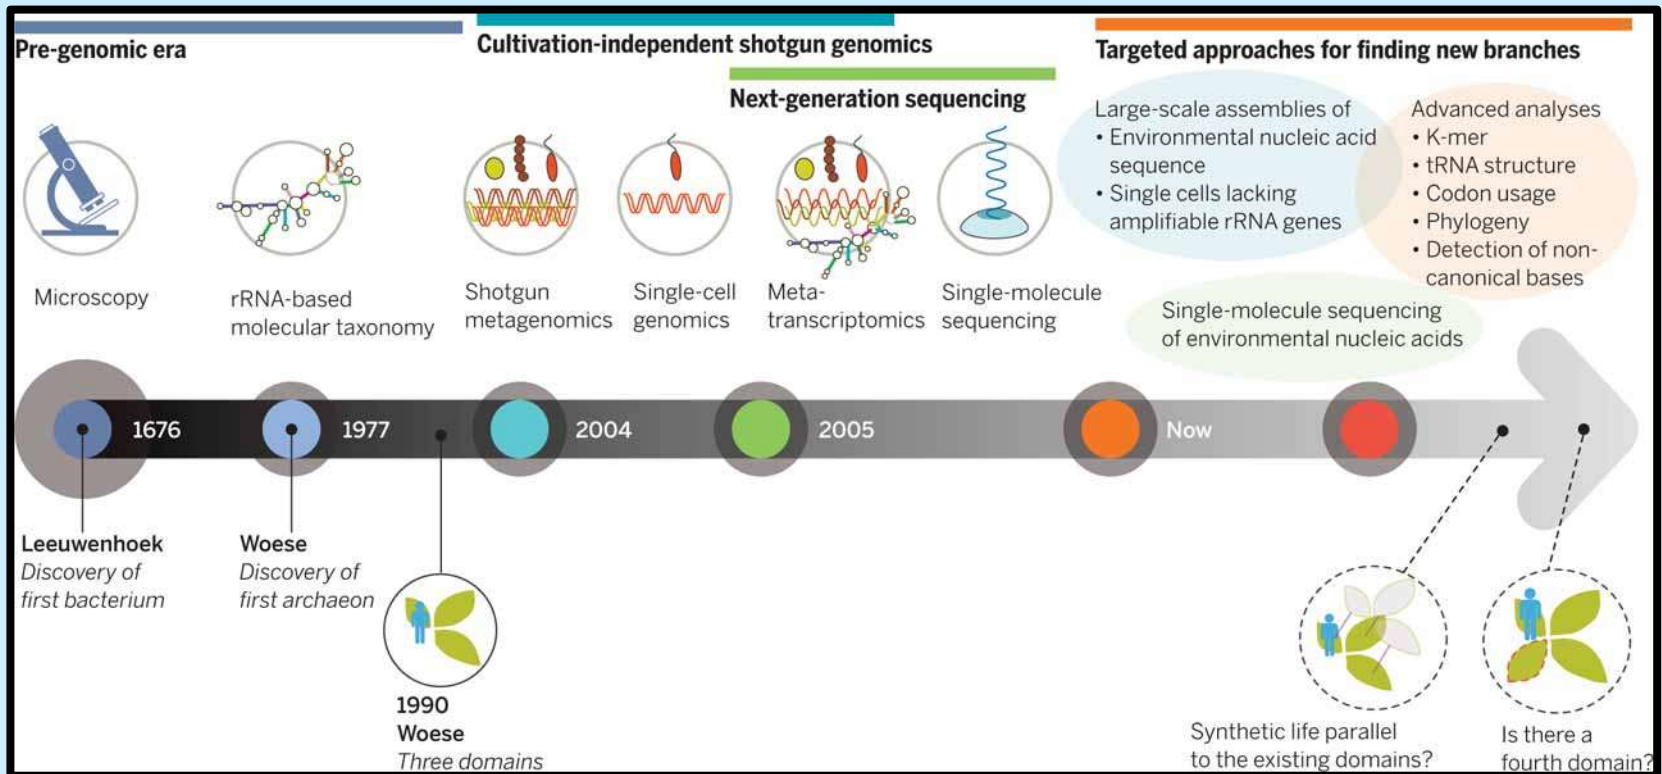 Pre-genomic era
Cultivation-independent shotgun genomics
Next-generation sequencing
Targeted approaches for finding new branches
Large-scale assemblies of
• Environmental nucleic acid
sequence
• Single cells lacking
amplifiable rRNA genes
Advanced analyses
• K-mer
• tRNA structure
• Codon usage
• Phylogeny
• Detection of non-
canonical bases
Single-molecule sequencing
of environmental nucleic acids
Microscopy
rRNA-based
molecular taxonomy
Shotgun
metagenomics
Single-cell
genomics
Meta-
transcriptomics
Single-molecule
sequencing
1676
1977
2004
2005
Now
Leeuwenhoek
Discovery of
first bacterium
Woese
Discovery of
first archaeon
1990
Woese
Three domains
Synthetic life parallel
to the existing domains?
Is there a
fourth domain?